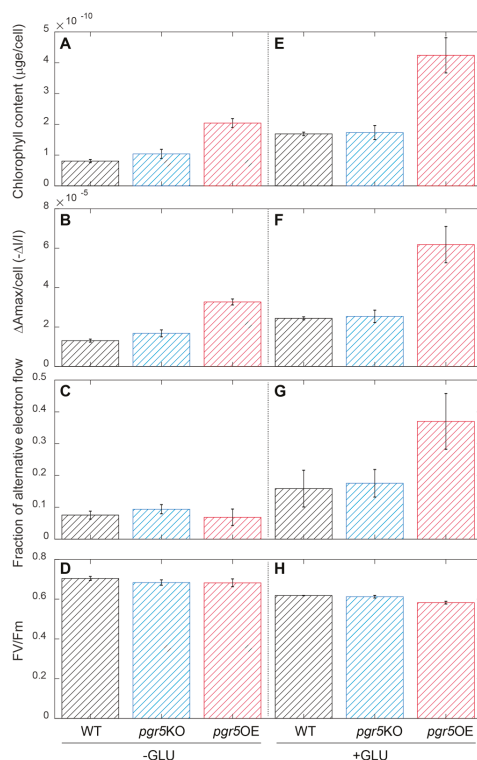 × 10⁻¹⁰
A
E
Chlorophyll content (μge/cell)
5
4
3
2
1
0
× 10⁻⁵
8
B
F
ΔAmax/cell (-ΔI/I)
6
4
2
0
0.5
C
G
Fraction of alternative electron flow
0.4
0.3
0.2
0.1
0
0.8
D
H
FV/Fm
0.6
0.4
0.2
0
WT pgr5KO pgr5OE WT pgr5KO pgr5OE
-GLU +GLU